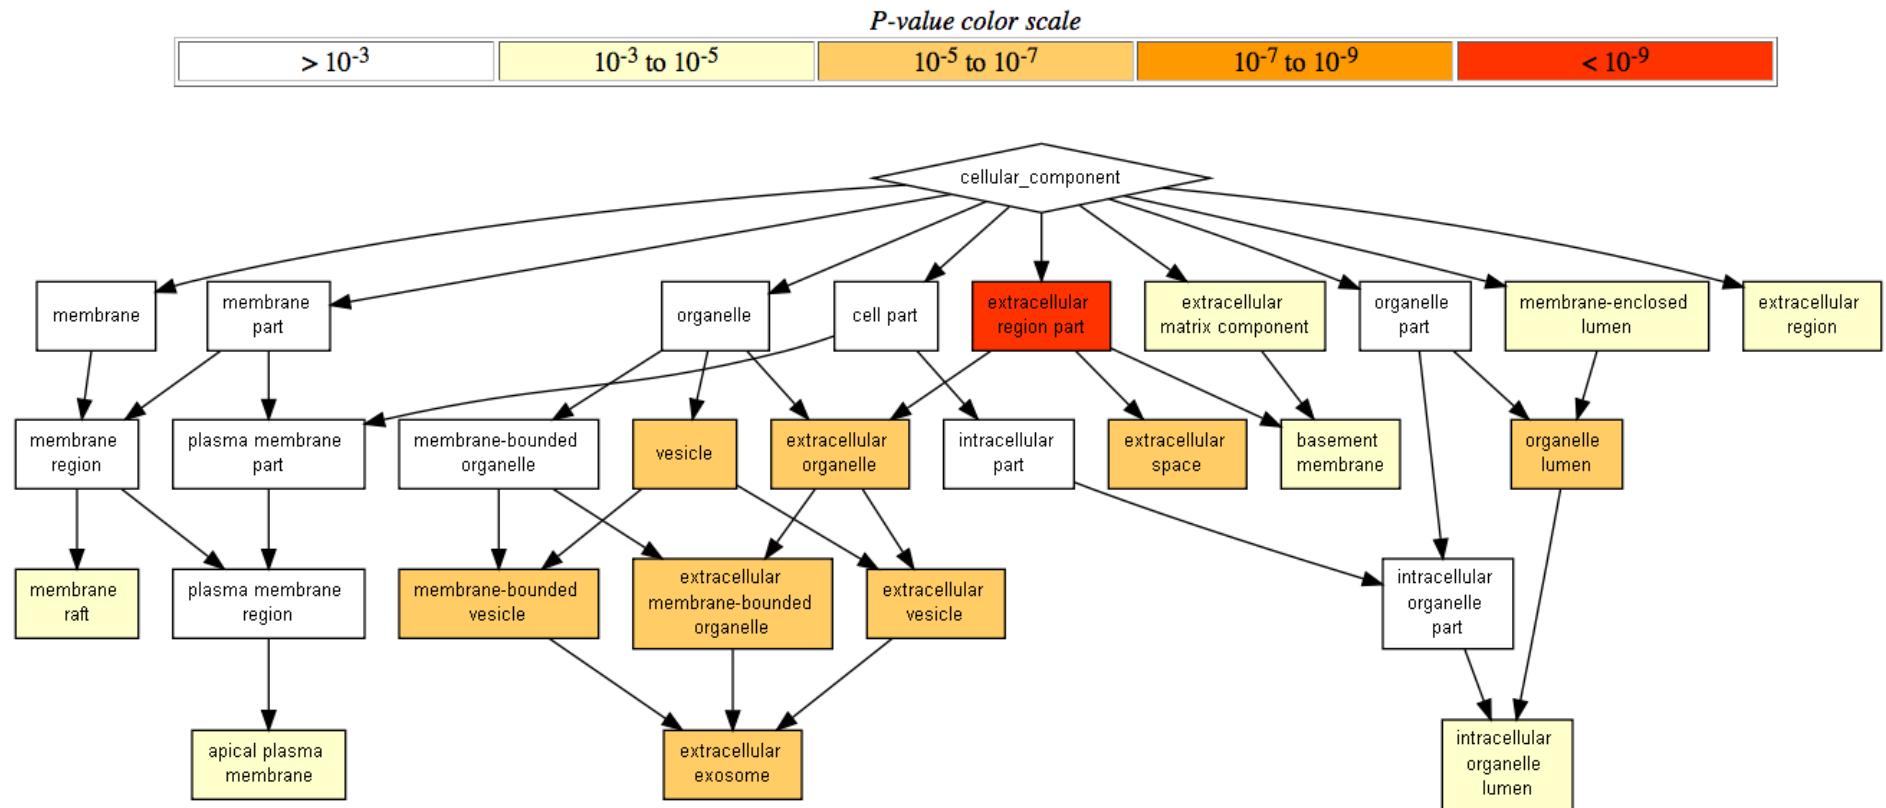 P-value color scale
> 10-3
10-3 to 10-5
10-5 to 10-7
10-7 to 10-9
< 10-9
cellular_component
membrane
membrane
part
organelle
cell part
extracellular
region part
extracellular
matrix component
organelle
part
membrane-enclosed
lumen
extracellular
region
membrane
region
plasma membrane
part
membrane-bounded
organelle
vesicle
extracellular
organelle
intracellular
part
extracellular
space
basement
membrane
organelle
lumen
membrane
raft
plasma membrane
region
membrane-bounded
vesicle
extracellular
membrane-bounded
organelle
extracellular
vesicle
intracellular
organelle
part
apical plasma
membrane
extracellular
exosome
intracellular
organelle
lumen